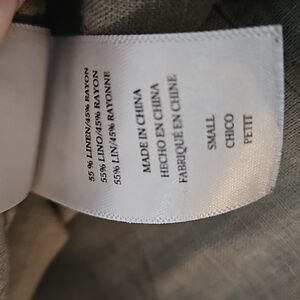 55 % LINEN/45% RAYON
55% LINO/45% RAYON
55% LIN/45% RAYONNE
MADE IN CHINA
HECHO EN CHINA
FABRIQUÉ EN CHINE
SMALL
CHICO
PETIT